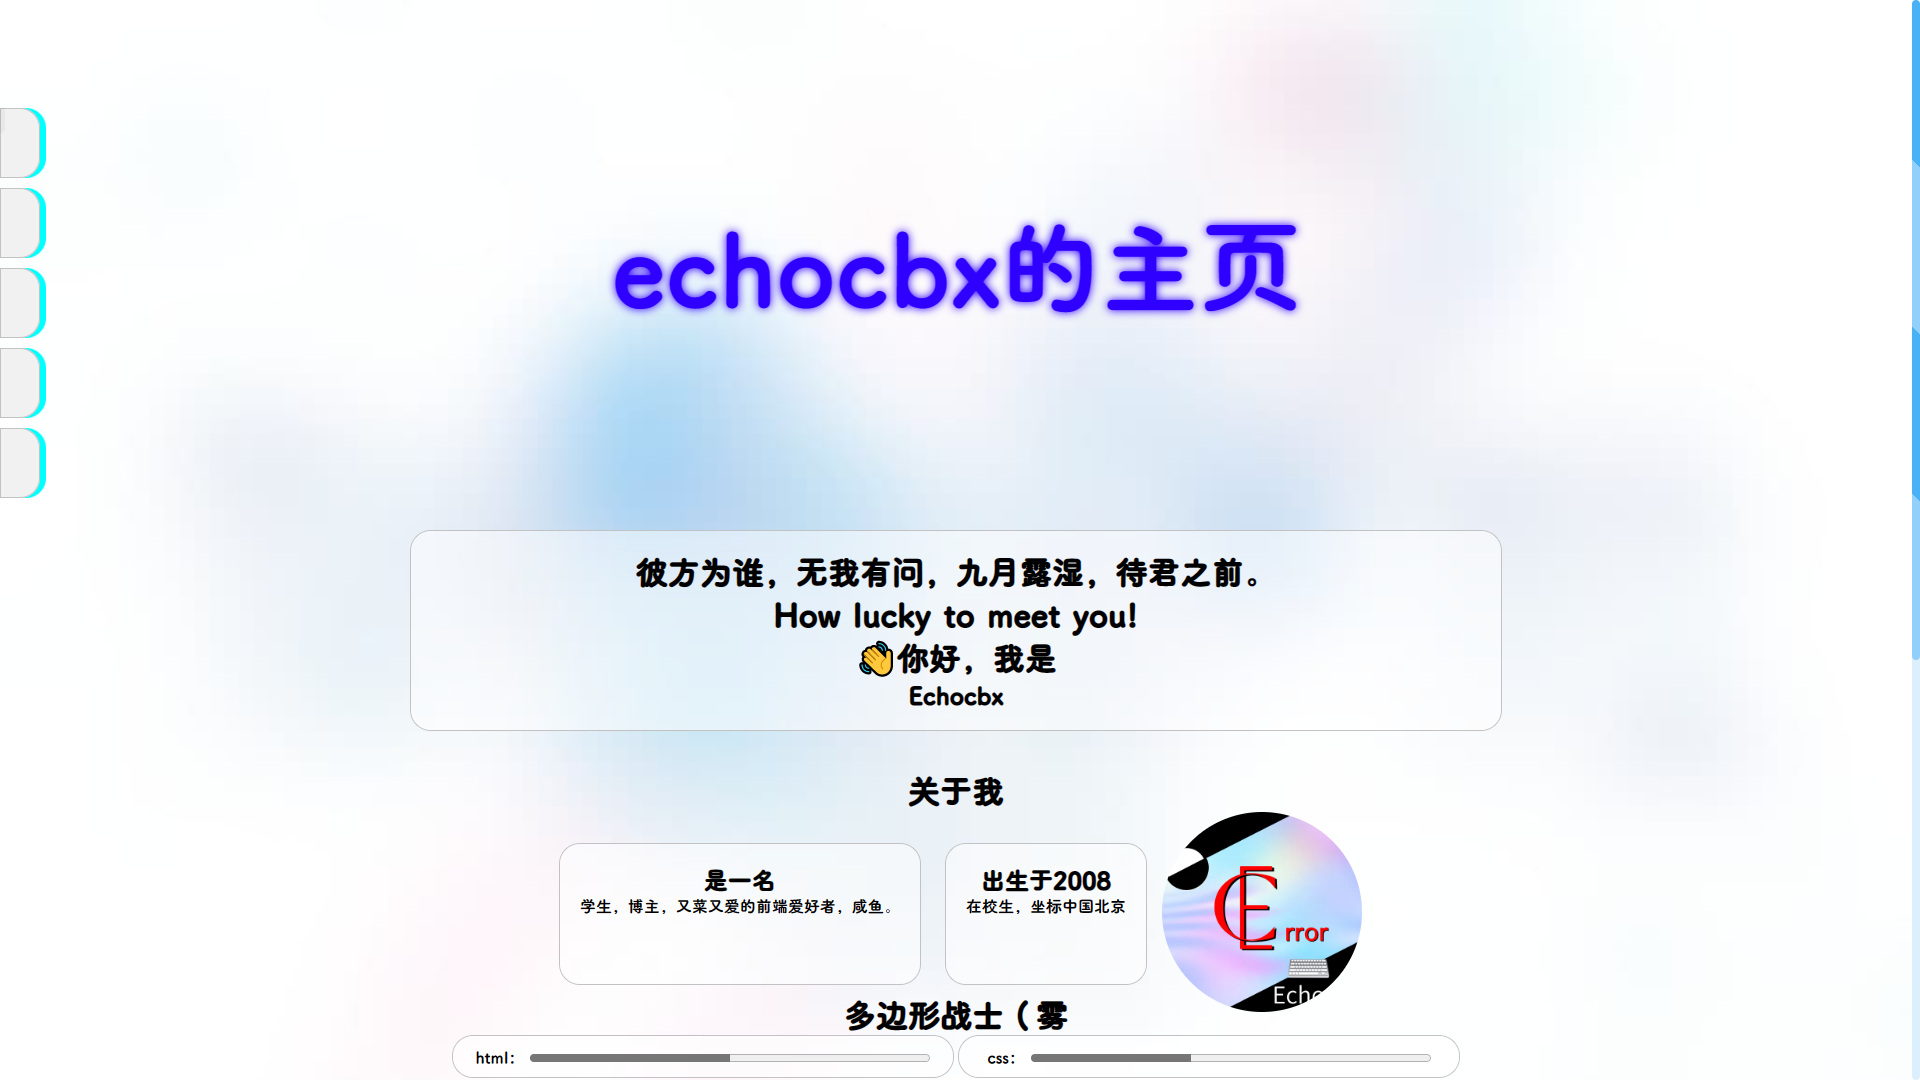 echocbx的主页
彼方为谁，无我有问，九月露湿，待君之前。
How lucky to meet you!
👋你好，我是
Echocbx
关于我
是一名
学生，博主，又菜又爱的前端爱好者，咸鱼。
出生于2008
在校生，坐标中国北京
CE rror
Echo
多边形战士（雾
html：
css：